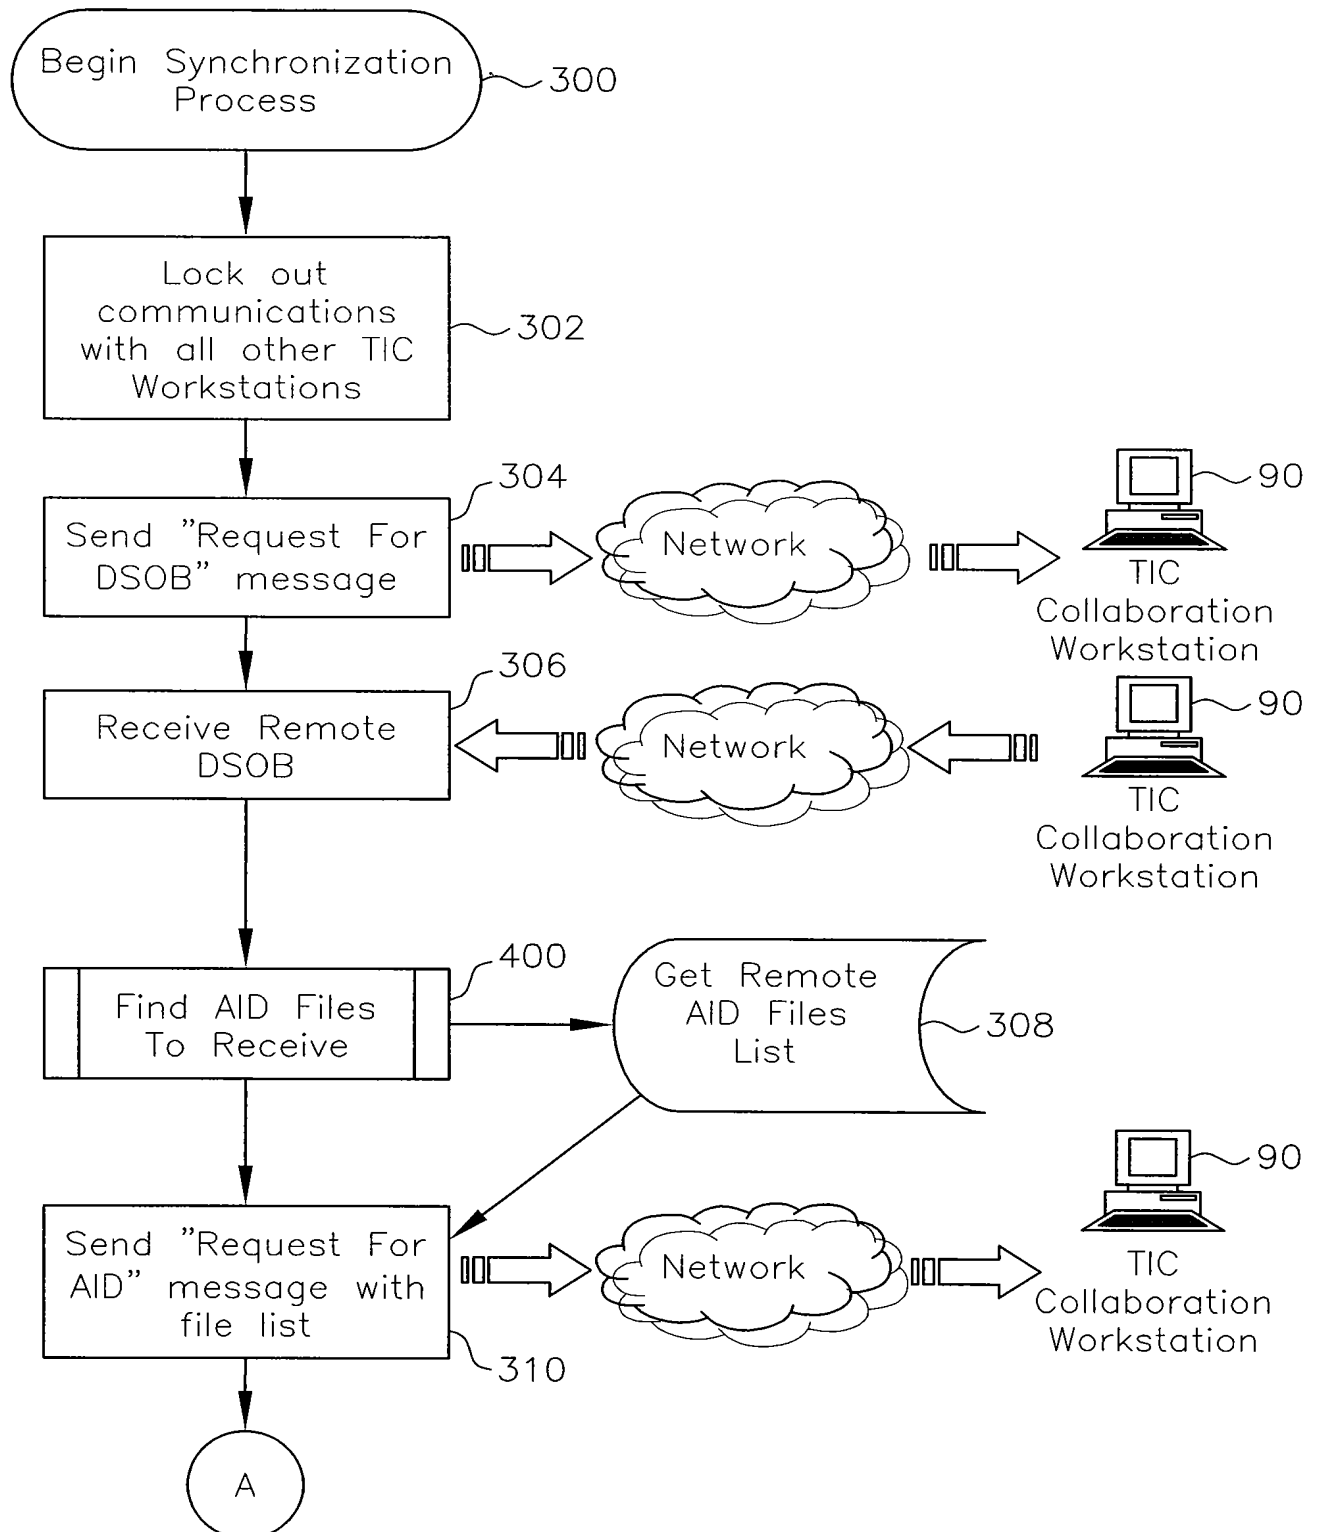 Begin Synchronization
Process
300
Lock out
communications
with all other TIC
Workstations
302
304
Send "Request For
DSOB" message
Network
90
TIC
Collaboration
Workstation
306
Receive Remote
DSOB
Network
90
TIC
Collaboration
Workstation
400
Find AID Files
To Receive
Get Remote
AID Files
List
308
Send "Request For
AID" message with
file list
310
Network
90
TIC
Collaboration
Workstation
A